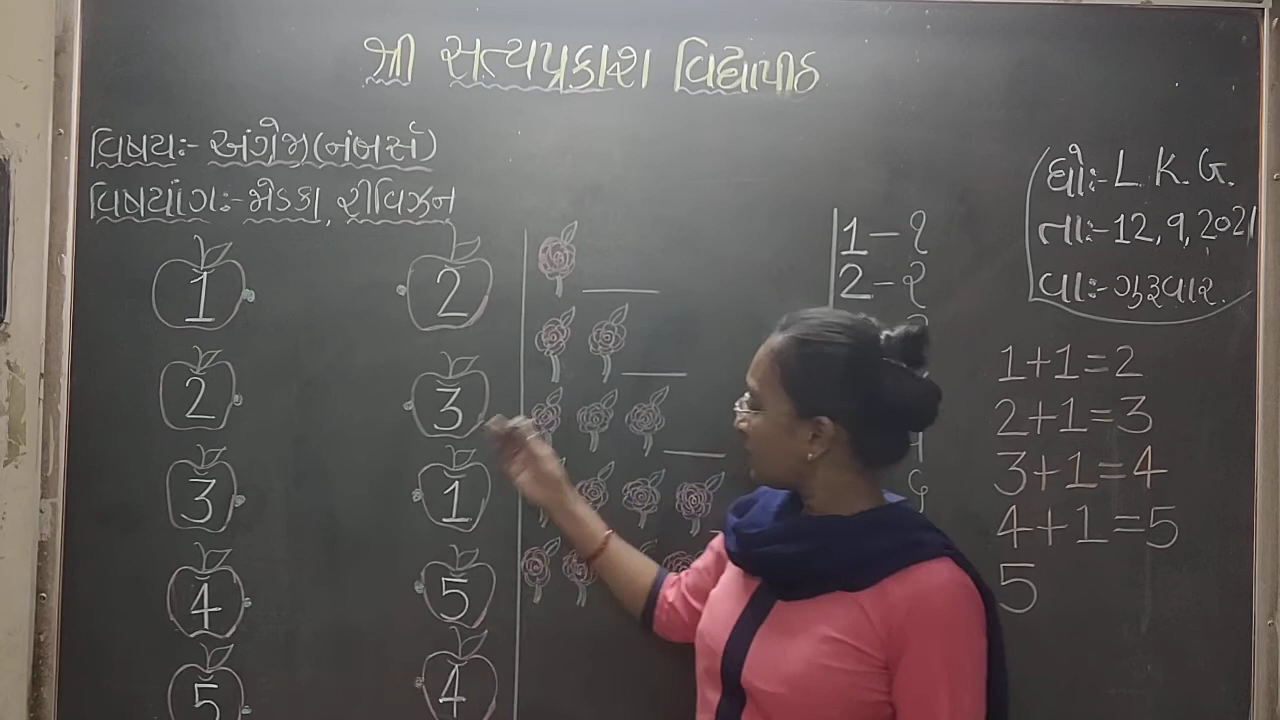 શ્રી સત્યપ્રકાશ વિદ્યાપીઠ
વિષયઃ- અંગ્રેજી(નંબર્સ)
વિષયાંગઃ- જોડકા, રીવિઝન
ધોઃ- L. K. G.
તાઃ- 12, 9, 2021
વાઃ- ગુરૂવાર.
1 2
2 3
3 1
4 5
5 4
1 - ૧
2 - ૨
1+1=2
2+1=3
3+1=4
4+1=5
5